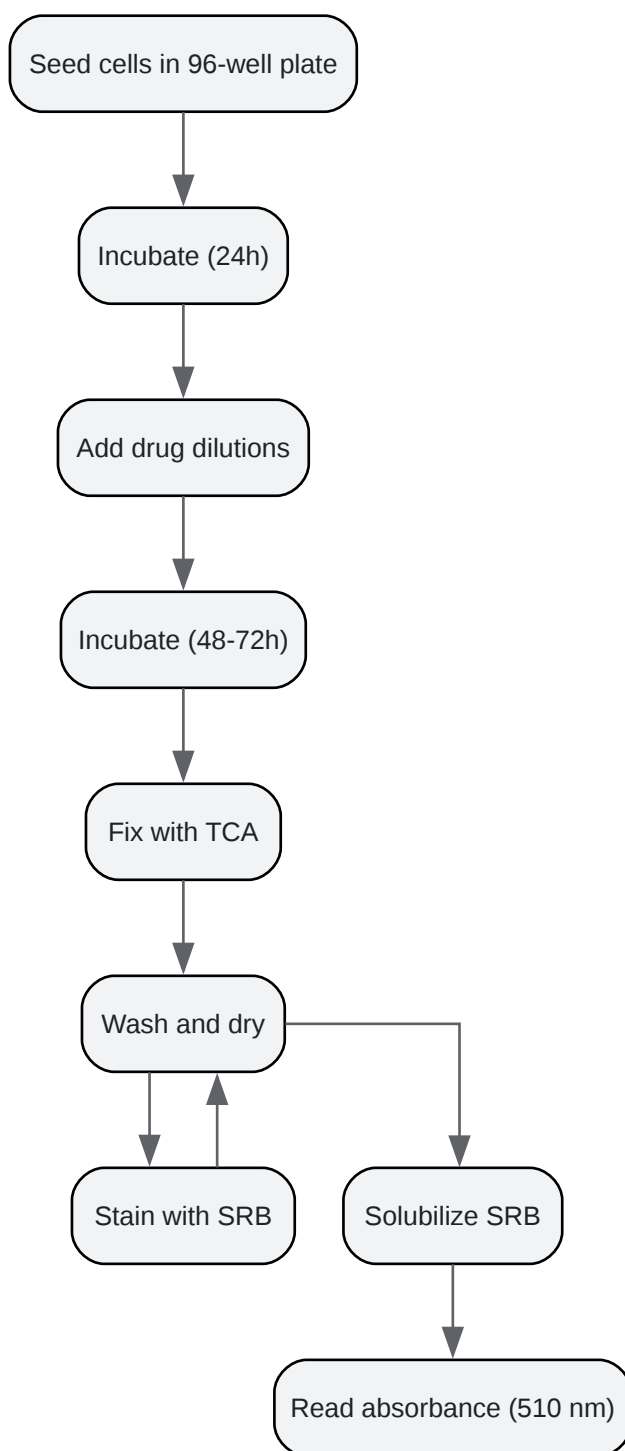 Seed cells in 96-well plate
Incubate (24h)
Add drug dilutions
Incubate (48-72h)
Fix with TCA
Wash and dry
Stain with SRB
Solubilize SRB
Read absorbance (510 nm)